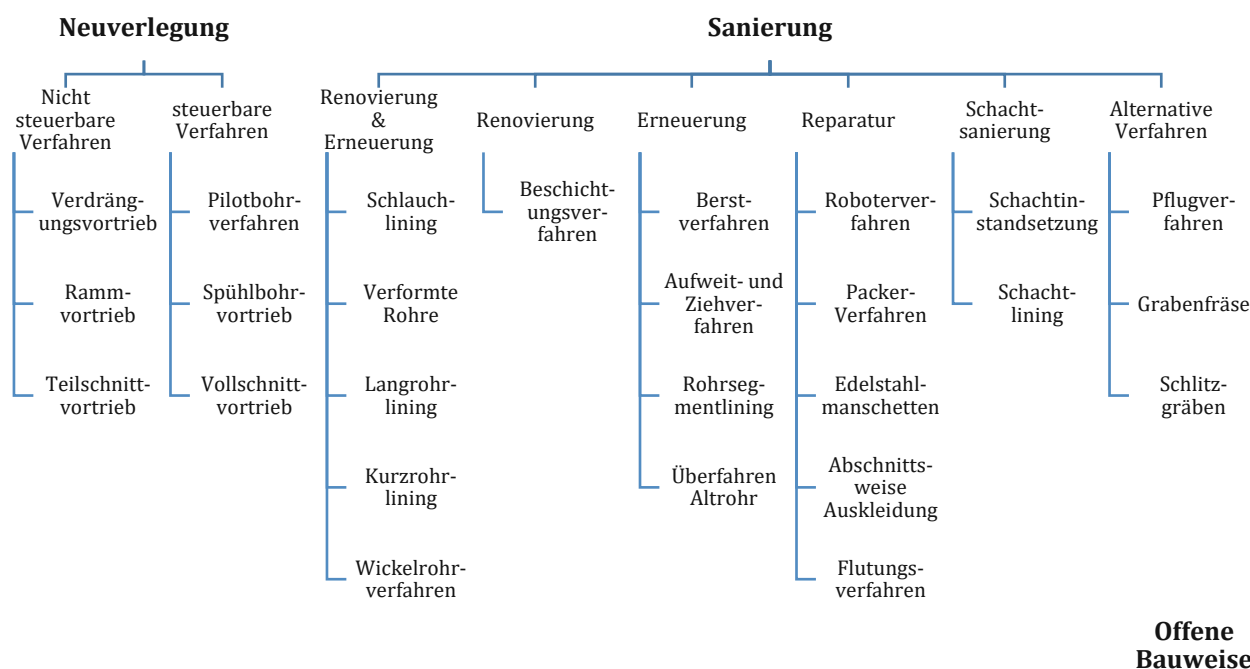 Neuverlegung
Sanierung
Nicht
steuerbare
Verfahren
steuerbare
Verfahren
Renovierung
&
Erneuerung
Renovierung
Erneuerung
Reparatur
Schacht-
sanierung
Alternative
Verfahren
Verdräng-
ungsvortrieb
Ramm-
vortrieb
Teilschnitt-
vortrieb
Pilotbohr-
verfahren
Spühlbohr-
vortrieb
Vollschnitt-
vortrieb
Schlauch-
lining
Verformte
Rohre
Langrohr-
lining
Kurzrohr-
lining
Wickelrohr-
verfahren
Beschicht-
ungsver-
fahren
Berst-
verfahren
Aufweit- und
Ziehver-
fahren
Rohrseg-
mentlining
Überfahren
Altrohr
Roboterver-
fahren
Packer-
Verfahren
Edelstahl-
manschetten
Abschnitts-
weise
Auskleidung
Flutungs-
verfahren
Schachtin-
standsetzung
Schacht-
lining
Pflugver-
fahren
Grabenfräse
Schlitz-
gräben
Offene
Bauweise